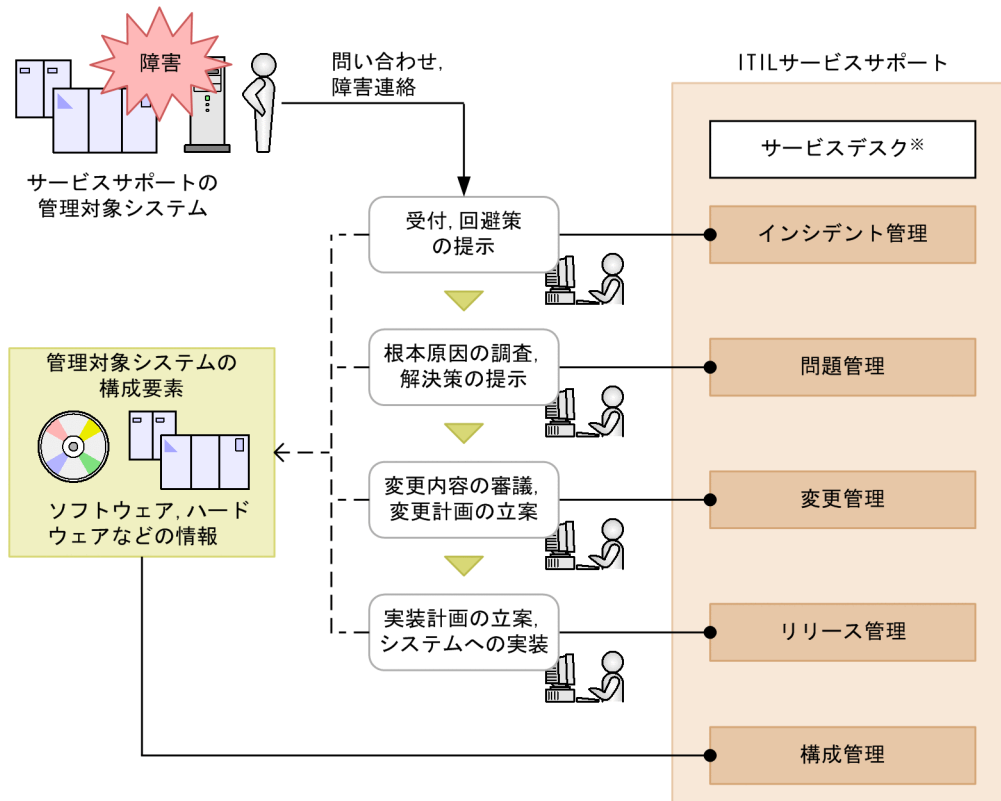 障害
問い合わせ,
障害連絡
サービスサポートの
管理対象システム
ITILサービスサポート
サービスデスク※
受付, 回避策
の提示
インシデント管理
根本原因の調査,
解決策の提示
問題管理
管理対象システムの
構成要素
ソフトウェア, ハード
ウェアなどの情報
変更内容の審議,
変更計画の立案
変更管理
実装計画の立案,
システムへの実装
リリース管理
構成管理